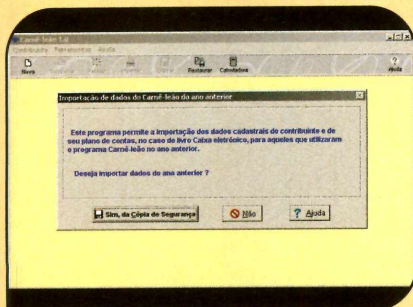 Carnê-leão 1.0
Contribuinte Ferramentas Ajuda
Novo Restaurar Calculadora Ajuda
Importação de dados do Carnê-leão do ano anterior
Este programa permite a importação dos dados cadastrais do contribuinte e de
seu plano de contas, no caso de livro Caixa eletrônico, para aqueles que utilizaram
o programa Carnê-leão no ano anterior.
Deseja importar dados do ano anterior ?
Sim, da Cópia de Segurança
Não
Ajuda